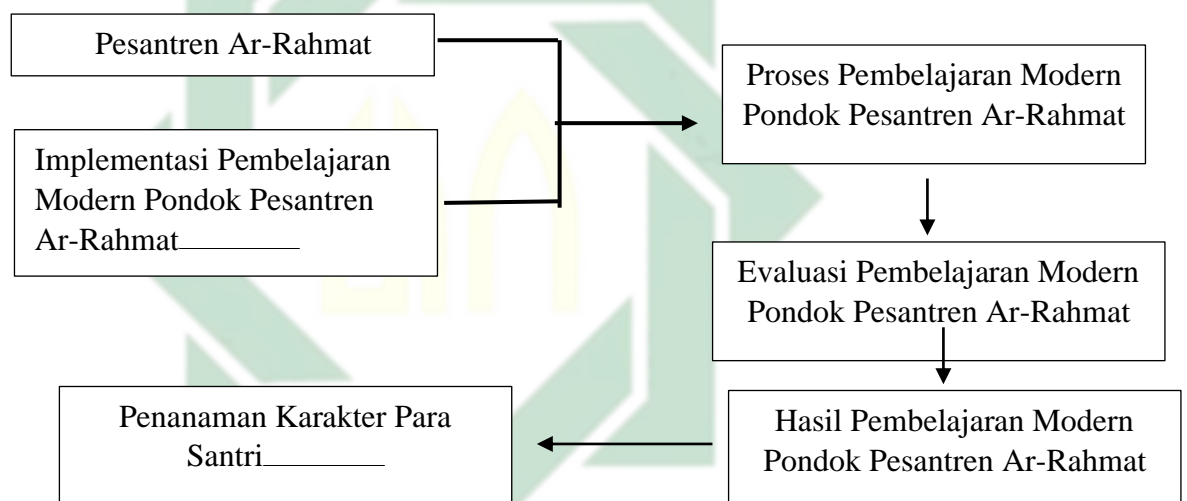 Pesantren Ar-Rahmat
Implementasi Pembelajaran
Modern Pondok Pesantren
Ar-Rahmat
Proses Pembelajaran Modern
Pondok Pesantren Ar-Rahmat
Evaluasi Pembelajaran Modern
Pondok Pesantren Ar-Rahmat
Hasil Pembelajaran Modern
Pondok Pesantren Ar-Rahmat
Penanaman Karakter Para
Santri